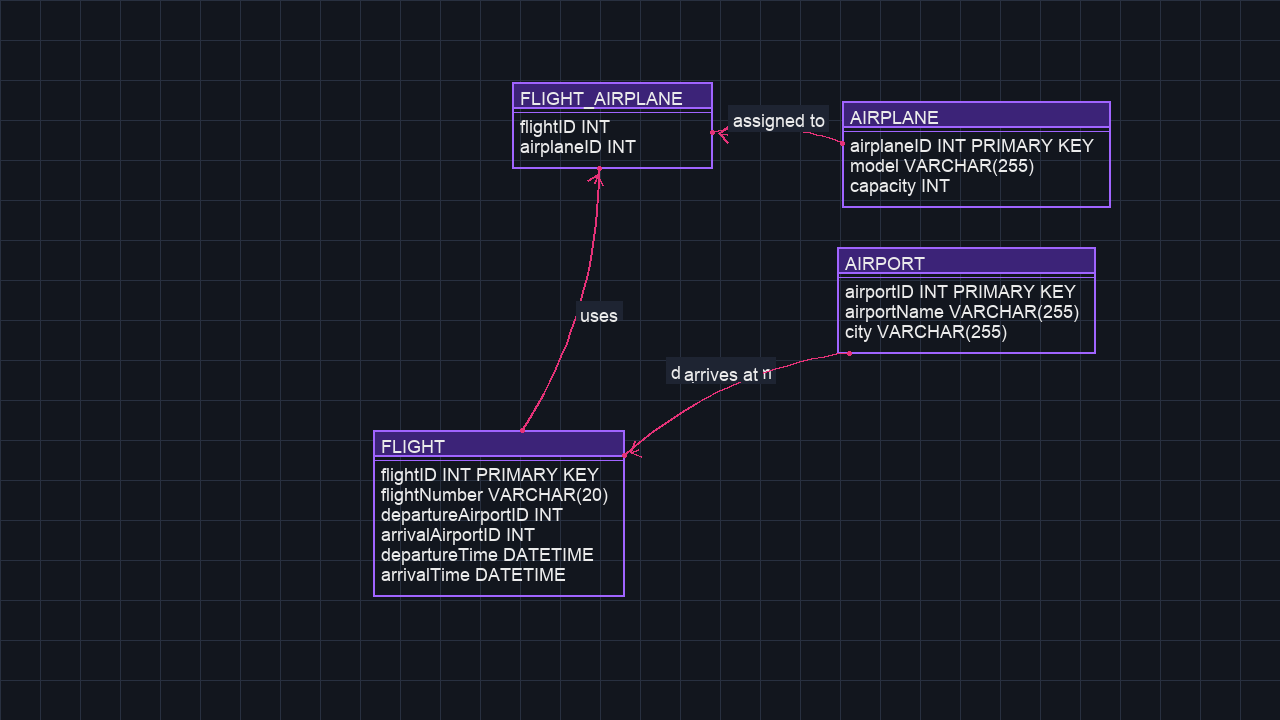 FLIGHT_AIRPLANE
flightID INT
airplaneID INT
assigned to
AIRPLANE
airplaneID INT PRIMARY KEY
model VARCHAR(255)
capacity INT
AIRPORT
airportID INT PRIMARY KEY
airportName VARCHAR(255)
city VARCHAR(255)
uses
arrives at
FLIGHT
flightID INT PRIMARY KEY
flightNumber VARCHAR(20)
departureAirportID INT
arrivalAirportID INT
departureTime DATETIME
arrivalTime DATETIME